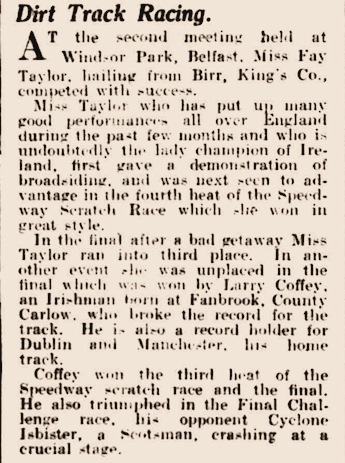 Dirt Track Racing.
AT the second meeting held at
Windsor Park, Belfast, Miss Fay
Taylor, hailing from Birr, King's Co.,
competed with success.
Miss Taylor who has put up many
good performances all over England
during the past few months and who is
undoubtedly the lady champion of Ire-
land, first gave a demonstration of
broadsiding, and was next seen to ad-
vantage in the fourth heat of the Speed-
way Scratch Race which she won in
great style.
In the final after a bad getaway Miss
Taylor ran into third place. In an-
other event she was unplaced in the
final which was won by Larry Coffey,
an Irishman born at Fanbrook, County
Carlow, who broke the record for the
track. He is also a record holder for
Dublin and Manchester, his home
track.
Coffey won the third heat of the
Speedway scratch race and the final.
He also triumphed in the Final Chal-
lenge race, his opponent Cyclone
Isbister, a Scotsman, crashing at a
crucial stage.